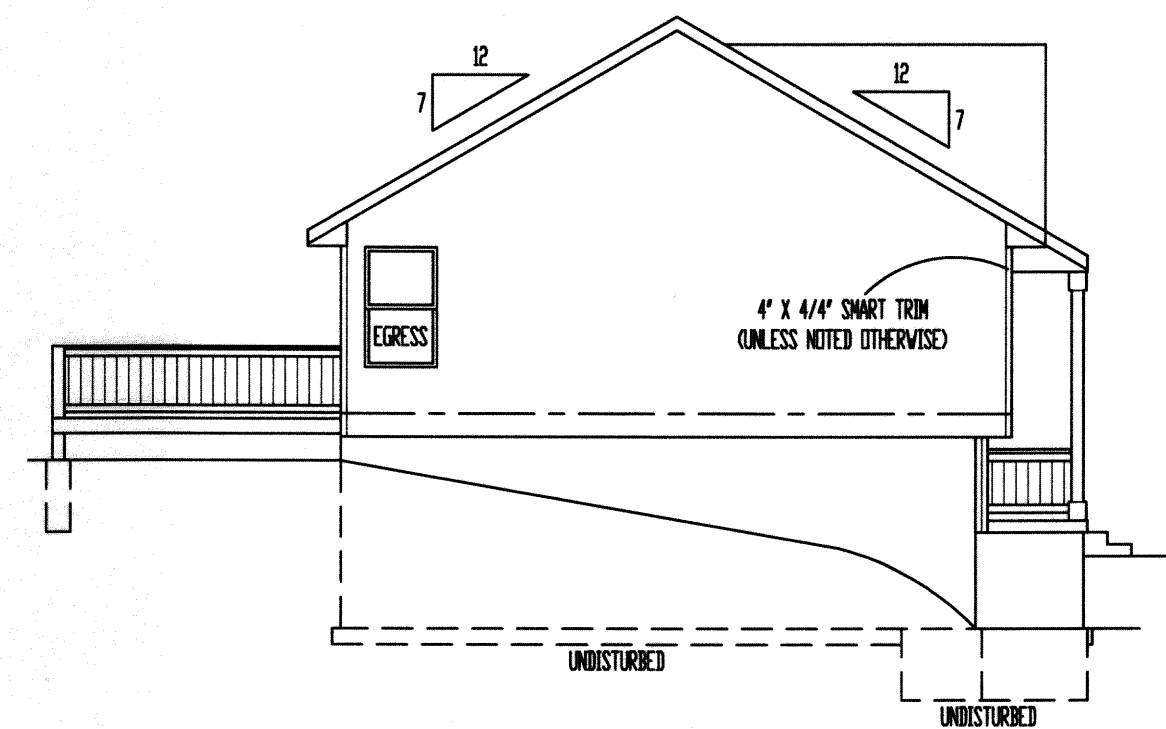 12
7
12
7
4" X 4/4" SMART TRIM
(UNLESS NOTED OTHERWISE)
EGRESS
UNDISTURBED
UNDISTURBED